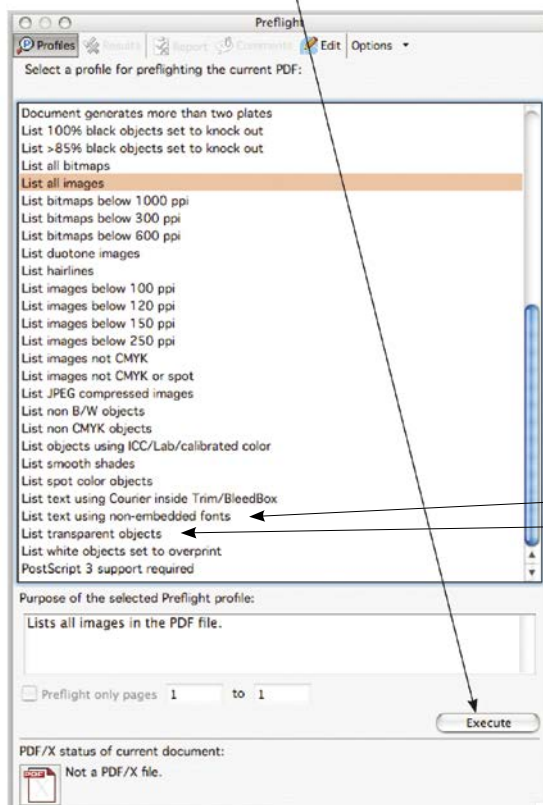 Preflight
Profiles Results Report Comments Edit Options
Select a profile for preflighting the current PDF:
Document generates more than two plates
List 100% black objects set to knock out
List >85% black objects set to knock out
List all bitmaps
List all images
List bitmaps below 1000 ppi
List bitmaps below 300 ppi
List bitmaps below 600 ppi
List duotone images
List hairlines
List images below 100 ppi
List images below 120 ppi
List images below 150 ppi
List images below 250 ppi
List images not CMYK
List images not CMYK or spot
List JPEG compressed images
List non B/W objects
List non CMYK objects
List objects using ICC/Lab/calibrated color
List smooth shades
List spot color objects
List text using Courier inside Trim/BleedBox
List text using non-embedded fonts
List transparent objects
List white objects set to overprint
PostScript 3 support required
Purpose of the selected Preflight profile:
Lists all images in the PDF file.
Preflight only pages 1 to 1
Execute
PDF/X status of current document:
Not a PDF/X file.